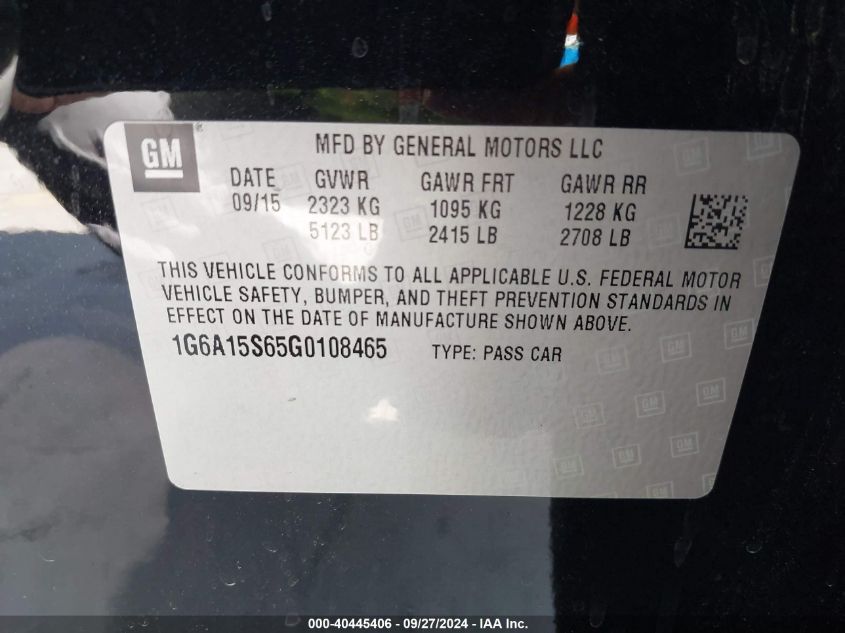 GM
MFD BY GENERAL MOTORS LLC
DATE GVWR GAWR FRT GAWR RR
09/15 2323 KG 1095 KG 1228 KG
5123 LB 2415 LB 2708 LB
THIS VEHICLE CONFORMS TO ALL APPLICABLE U.S. FEDERAL MOTOR
VEHICLE SAFETY, BUMPER, AND THEFT PREVENTION STANDARDS IN
EFFECT ON THE DATE OF MANUFACTURE SHOWN ABOVE.
1G6A15S65G0108465 TYPE: PASS CAR
000-40445406 - 09/27/2024 - IAA Inc.